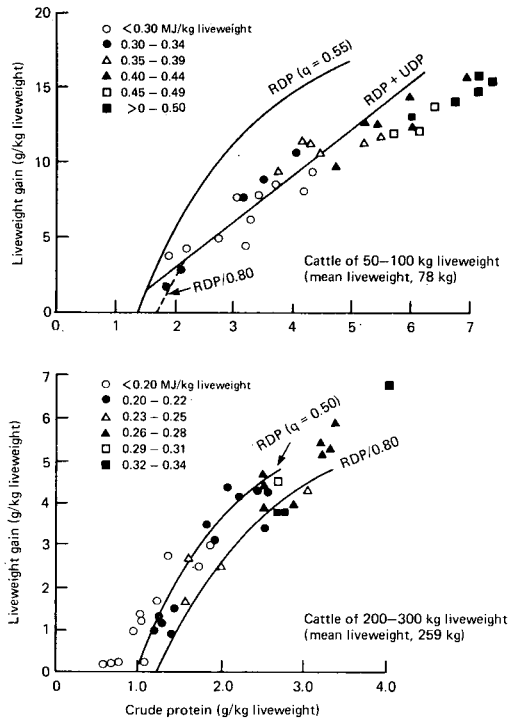 20
15
10
5
0
Liveweight gain (g/kg liveweight)
<0.30 MJ/kg liveweight
0.30 – 0.34
0.35 – 0.39
0.40 – 0.44
0.45 – 0.49
>0 – 0.50
RDP (q = 0.55)
RDP + UDP
RDP/0.80
Cattle of 50–100 kg liveweight
(mean liveweight, 78 kg)
0 1 2 3 4 5 6 7
7
6
5
4
3
2
1
0
Liveweight gain (g/kg liveweight)
<0.20 MJ/kg liveweight
0.20 – 0.22
0.23 – 0.25
0.26 – 0.28
0.29 – 0.31
0.32 – 0.34
RDP (q = 0.50)
RDP/0.80
Cattle of 200–300 kg liveweight
(mean liveweight, 259 kg)
0 1.0 2.0 3.0 4.0
Crude protein (g/kg liveweight)